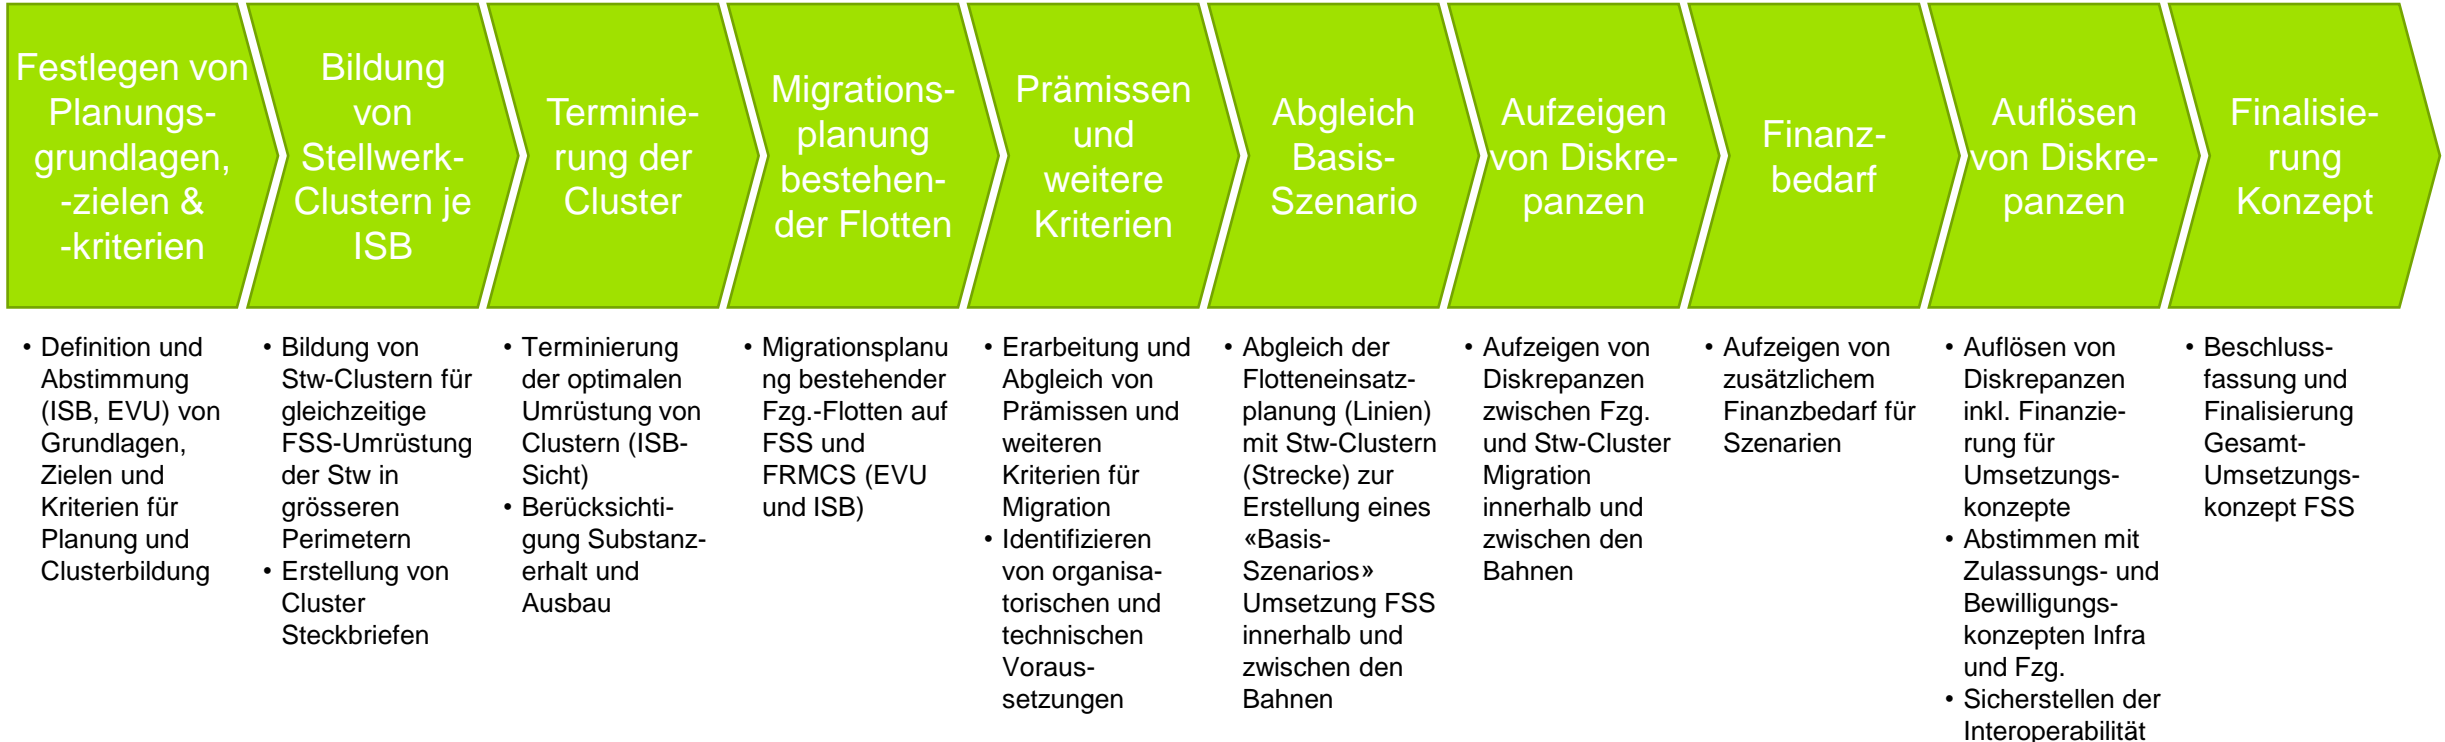 Festlegen von
Planungs-
grundlagen,
-zielen &
-kriterien
Bildung
von
Stellwerk-
Clustern je
ISB
Terminie-
rung der
Cluster
Migrations-
planung
bestehen-
der Flotten
Prämissen
und
weitere
Kriterien
Abgleich
Basis-
Szenario
Aufzeigen
von Diskre-
panzen
Finanz-
bedarf
Auflösen
von Diskre-
panzen
Finalisie-
rung
Konzept
• Definition und
Abstimmung
(ISB, EVU) von
Grundlagen,
Zielen und
Kriterien für
Planung und
Clusterbildung
• Bildung von
Stw-Clustern für
gleichzeitige
FSS-Umrüstung
der Stw in
grösseren
Perimetern
• Erstellung von
Cluster
Steckbriefen
• Terminierung
der optimalen
Umrüstung von
Clustern (ISB-
Sicht)
• Berücksichti-
gung Substanz-
erhalt und
Ausbau
• Migrationsplanu
ng bestehender
Fzg.-Flotten auf
FSS und
FRMCS (EVU
und ISB)
• Erarbeitung und
Abgleich von
Prämissen und
weiteren
Kriterien für
Migration
• Identifizieren
von organisa-
torischen und
technischen
Voraus-
setzungen
• Abgleich der
Flotteneinsatz-
planung (Linien)
mit Stw-Clustern
(Strecke) zur
Erstellung eines
«Basis-
Szenarios»
Umsetzung FSS
innerhalb und
zwischen den
Bahnen
• Aufzeigen von
Diskrepanzen
zwischen Fzg.
und Stw-Cluster
Migration
innerhalb und
zwischen den
Bahnen
• Aufzeigen von
zusätzlichem
Finanzbedarf für
Szenarien
• Auflösen von
Diskrepanzen
inkl. Finanzie-
rung für
Umsetzungs-
konzepte
• Abstimmen mit
Zulassungs- und
Bewilligungs-
konzepten Infra
und Fzg.
• Sicherstellen der
Interoperabilität
• Beschluss-
fassung und
Finalisierung
Gesamt-
Umsetzungs-
konzept FSS